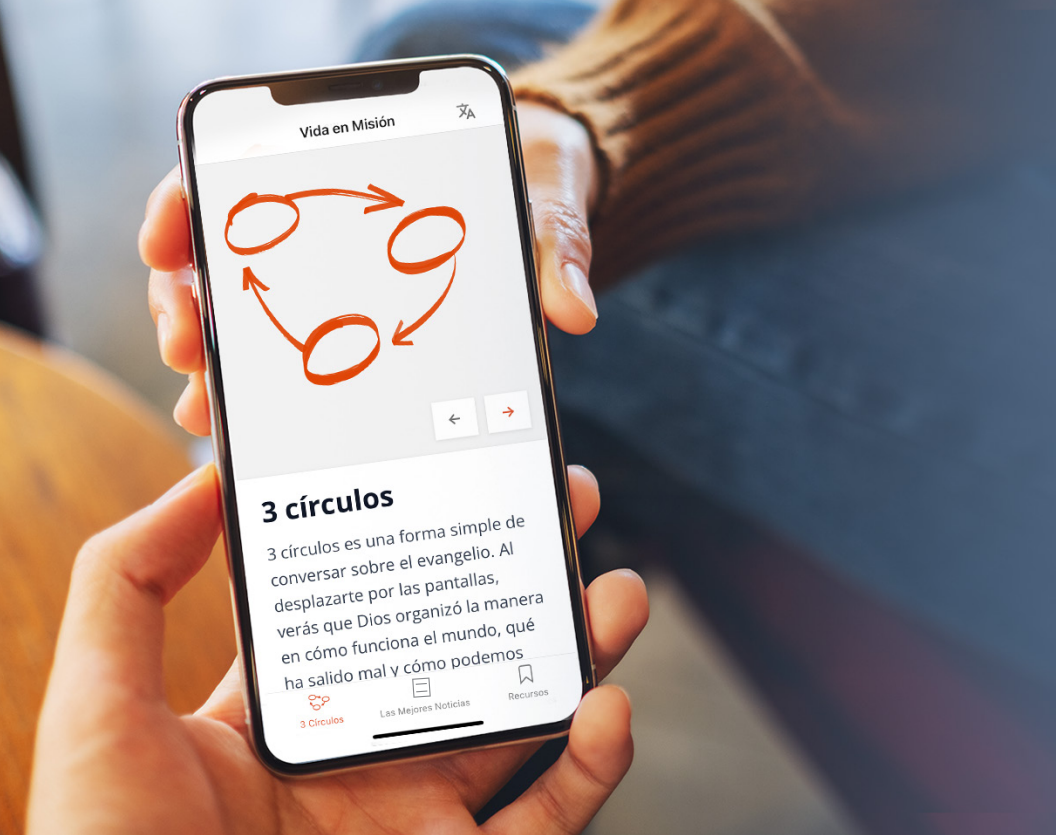 Vida en Misión
3 círculos
3 círculos es una forma simple de
conversar sobre el evangelio. Al
desplazarte por las pantallas,
verás que Dios organizó la manera
en cómo funciona el mundo, qué
ha salido mal y cómo podemos
3 Círculos
Las Mejores Noticias
Recursos